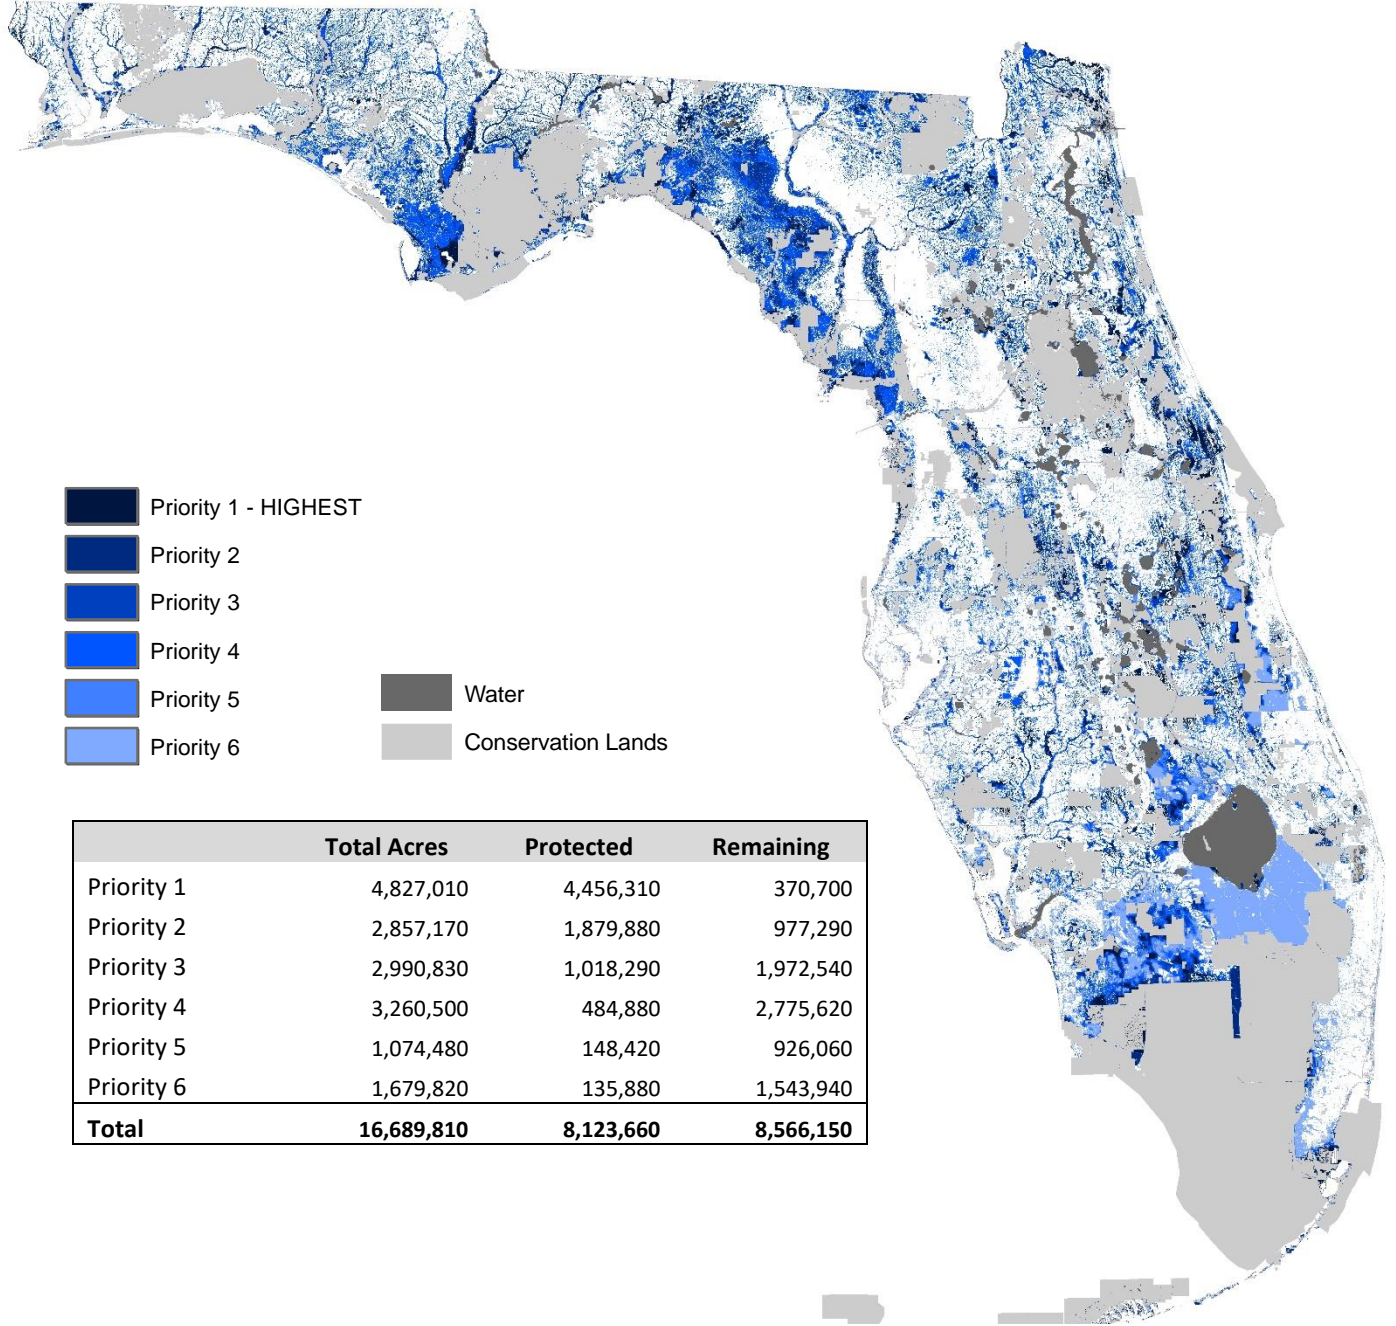 Priority 1 - HIGHEST
Priority 2
Priority 3
Priority 4
Priority 5
Priority 6
Water
Conservation Lands
Total Acres Protected Remaining
Priority 1 4,827,010 4,456,310 370,700
Priority 2 2,857,170 1,879,880 977,290
Priority 3 2,990,830 1,018,290 1,972,540
Priority 4 3,260,500 484,880 2,775,620
Priority 5 1,074,480 148,420 926,060
Priority 6 1,679,820 135,880 1,543,940
Total 16,689,810 8,123,660 8,566,150